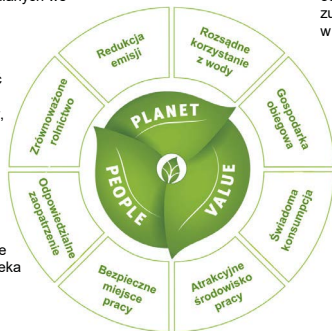 Redukcja
emisji
Rozsądne
korzystanie
z wody
Gospodarka
obiegowa
Świadoma
konsumpcja
Atrakcyjne
środowisko
pracy
Bezpieczne
miejsce
pracy
Odpowiedzialne
zaopatrzenie
Zrównoważone
rolnictwo
PLANET
VALUE
PEOPLE
eka